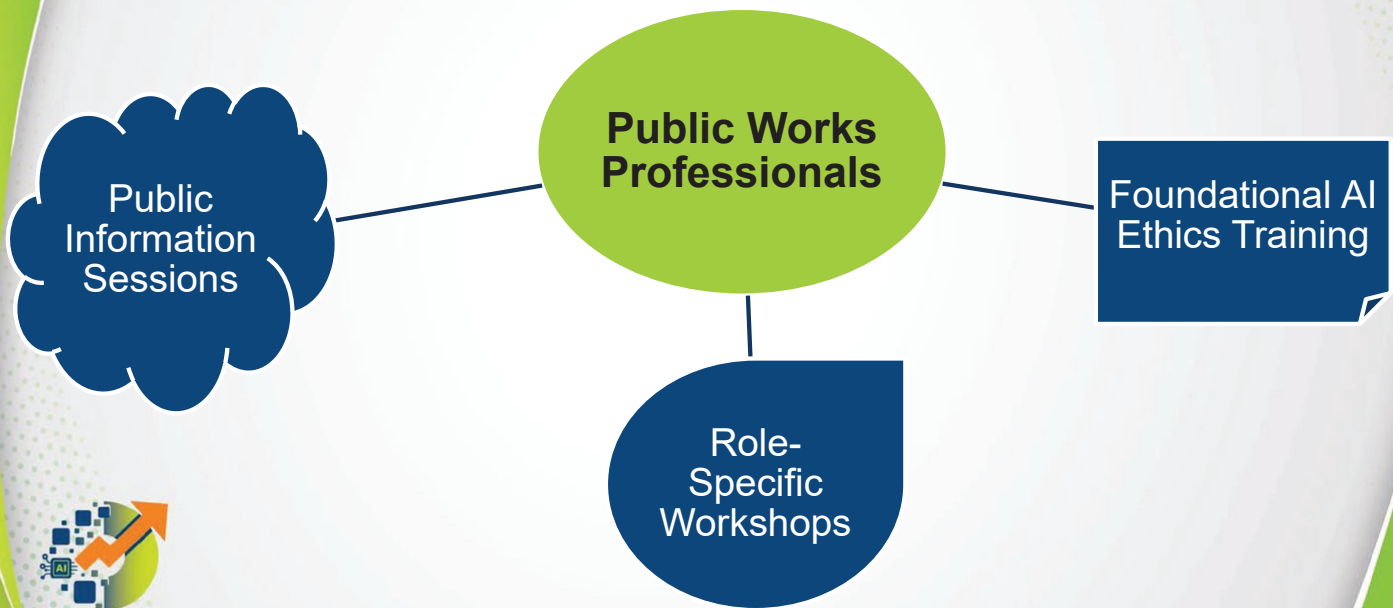 Public Works
Professionals
Public
Information
Sessions
Foundational AI
Ethics Training
Role-
Specific
Workshops
AI